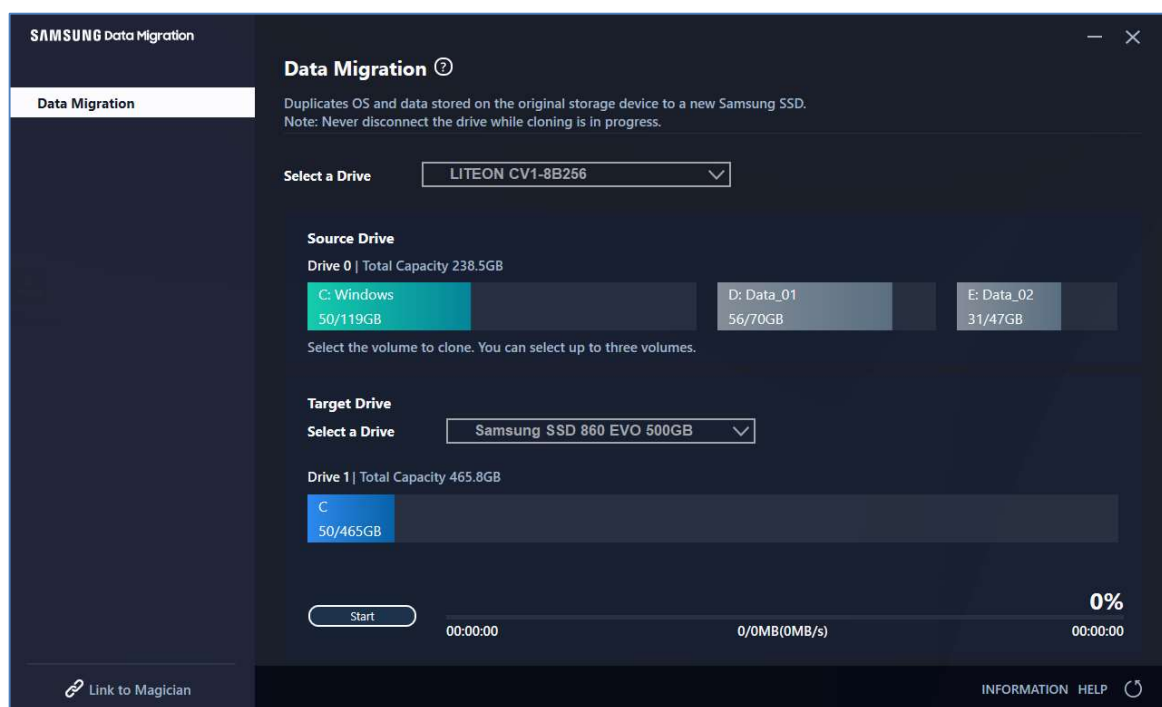 SAMSUNG Data Migration
Data Migration
Data Migration ?
Duplicates OS and data stored on the original storage device to a new Samsung SSD.
Note: Never disconnect the drive while cloning is in progress.
Select a Drive LITEON CV1-8B256
Source Drive
Drive 0 | Total Capacity 238.5GB
C: Windows D: Data_01 E: Data_02
50/119GB 56/70GB 31/47GB
Select the volume to clone. You can select up to three volumes.
Target Drive
Select a Drive Samsung SSD 860 EVO 500GB
Drive 1 | Total Capacity 465.8GB
C
50/465GB
0%
Start
00:00:00 0/0MB(0MB/s) 00:00:00
Link to Magician INFORMATION HELP